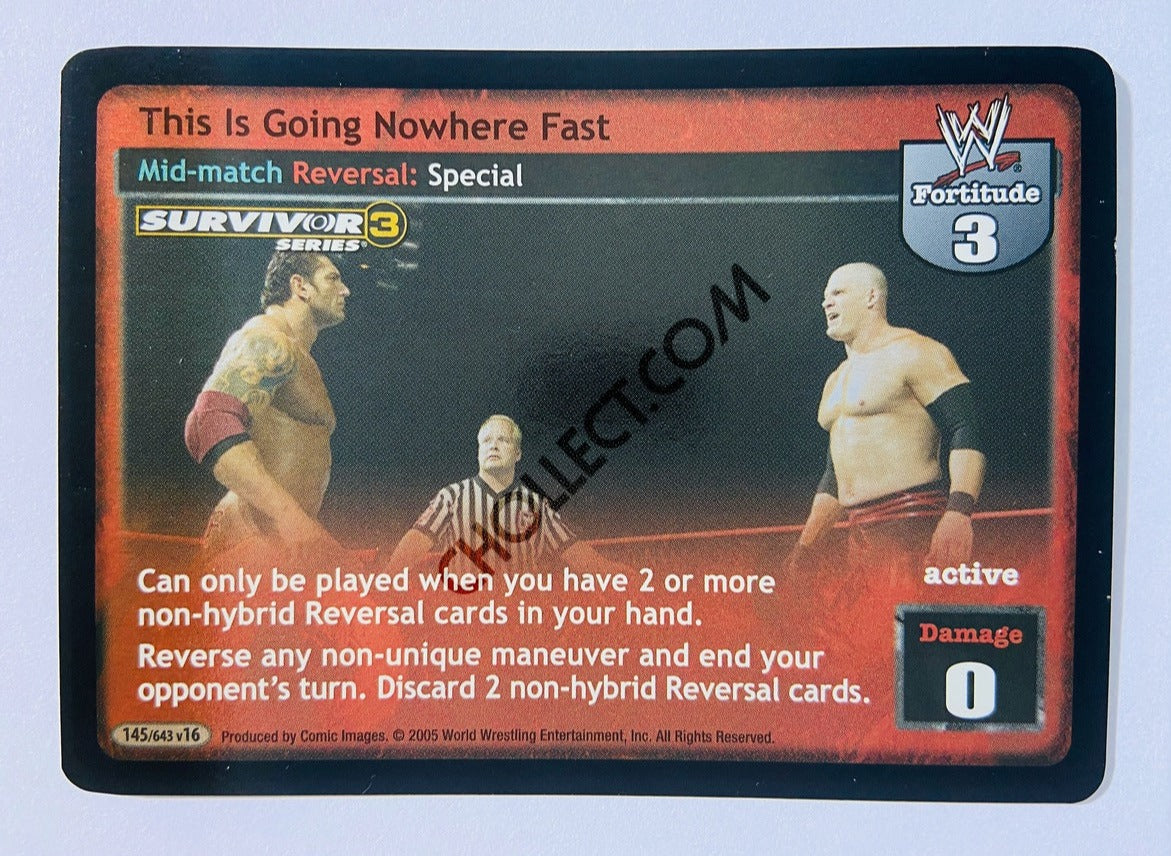 This Is Going Nowhere Fast
W
Mid-match Reversal: Special
Fortitude
3
SURVIVOR 3
SERIES®
CHOLLECT.COM
Can only be played when you have 2 or more
non-hybrid Reversal cards in your hand.
active
Reverse any non-unique maneuver and end your
opponent's turn. Discard 2 non-hybrid Reversal cards.
Damage
0
145/643 v16
Produced by Comic Images. © 2005 World Wrestling Entertainment, Inc. All Rights Reserved.